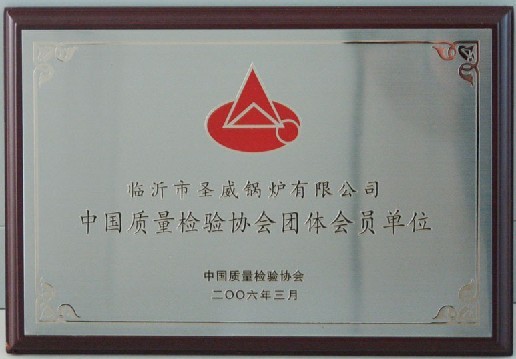 临沂市圣威锅炉有限公司
中国质量检验协会团体会员单位
中国质量检验协会
二〇〇六年三月